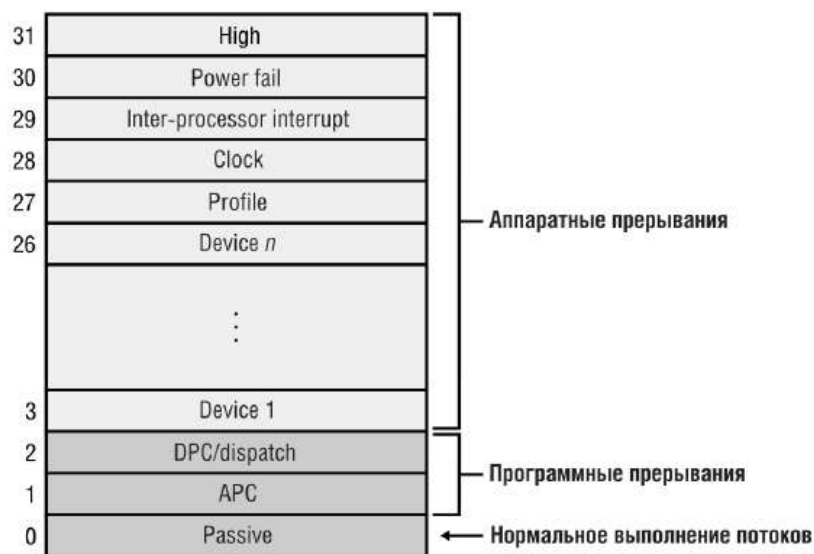 31 High
30 Power fail
29 Inter-processor interrupt
28 Clock
27 Profile
26 Device n
Аппаратные прерывания
⋮
3 Device 1
2 DPC/dispatch
Программные прерывания
1 APC
0 Passive
Нормальное выполнение потоков